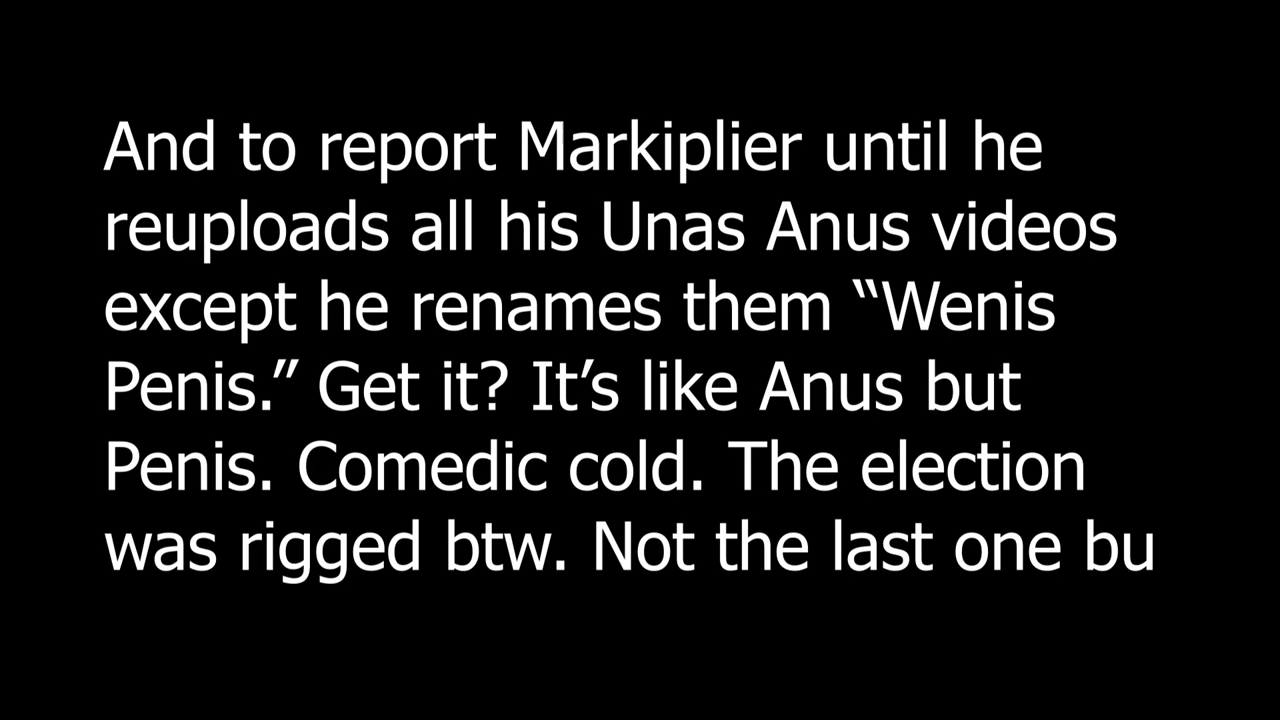 And to report Markiplier until he
reuploads all his Unas Anus videos
except he renames them “Wenis
Penis.” Get it? It’s like Anus but
Penis. Comedic cold. The election
was rigged btw. Not the last one bu